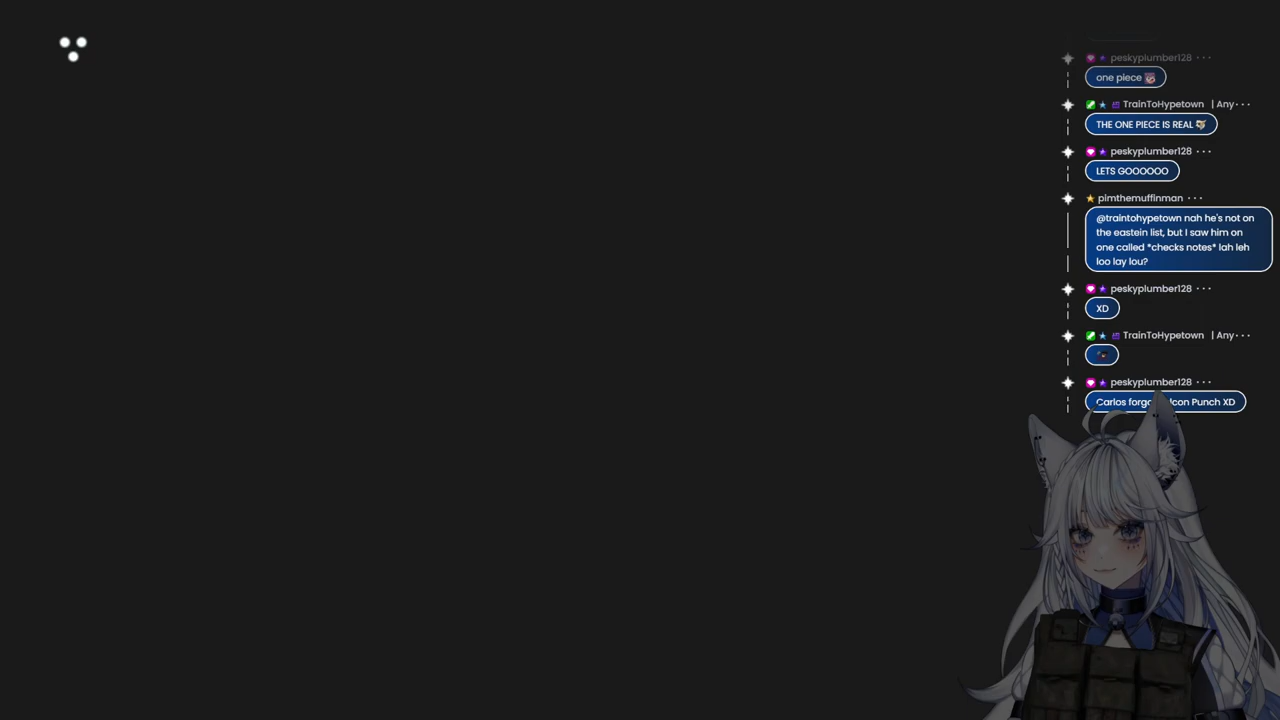 peskyplumber128 ···
one piece
TrainToHypetown | Any···
THE ONE PIECE IS REAL
peskyplumber128 ···
LETS GOOOOOO
pimthemuffinman ···
@traintohypetown nah he's not on
the eastein list, but I saw him on
one called *checks notes* lah leh
loo lay lou?
peskyplumber128 ···
XD
TrainToHypetown | Any···
peskyplumber128 ···
Carlos Punch XD